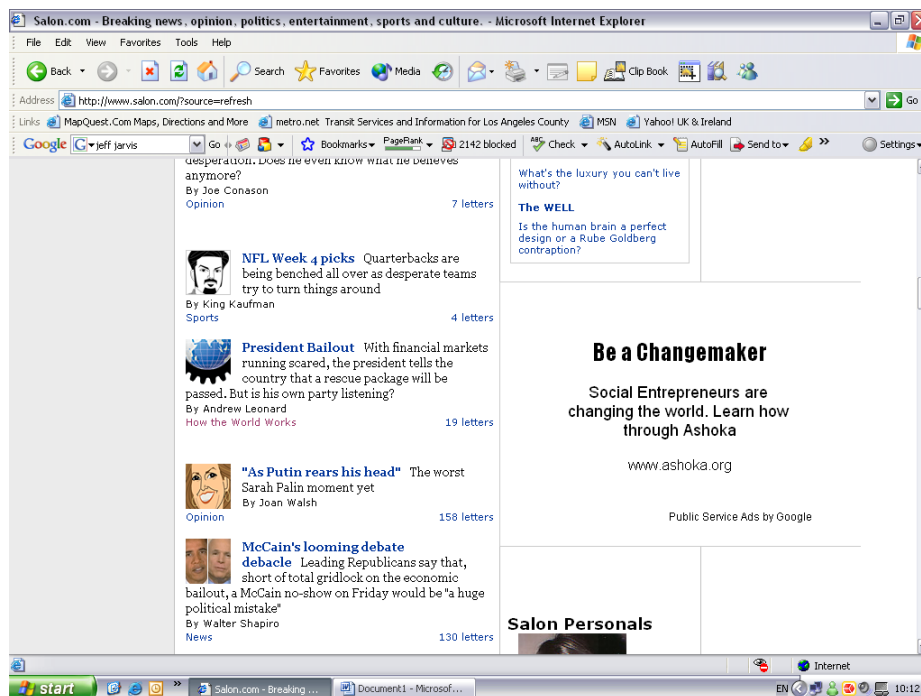 Salon.com - Breaking news, opinion, politics, entertainment, sports and culture. - Microsoft Internet Explorer
File Edit View Favorites Tools Help
Back Search Favorites Media Clip Book
Address http://www.salon.com/?source=refresh Go
Links MapQuest.Com Maps, Directions and More metro.net Transit Services and Information for Los Angeles County MSN Yahoo! UK & Ireland
Google G jeff jarvis Go Bookmarks PageRank 2142 blocked ABC Check AutoLink AutoFill Send to » Settings
desperation. Does he even know what he believes
anymore?
By Joe Conason
Opinion 7 letters
NFL Week 4 picks Quarterbacks are
being benched all over as desperate teams
try to turn things around
By King Kaufman
Sports 4 letters
President Bailout With financial markets
running scared, the president tells the
country that a rescue package will be
passed. But is his own party listening?
By Andrew Leonard
How the World Works 19 letters
"As Putin rears his head" The worst
Sarah Palin moment yet
By Joan Walsh
Opinion 158 letters
McCain's looming debate
debacle Leading Republicans say that,
short of total gridlock on the economic
bailout, a McCain no-show on Friday would be "a huge
political mistake"
By Walter Shapiro
News 130 letters
What's the luxury you can't live
without?
The WELL
Is the human brain a perfect
design or a Rube Goldberg
contraption?
Be a Changemaker
Social Entrepreneurs are
changing the world. Learn how
through Ashoka
www.ashoka.org
Public Service Ads by Google
Salon Personals
Internet
start » Salon.com - Breaking ... Document1 - Microsof... EN 10:12